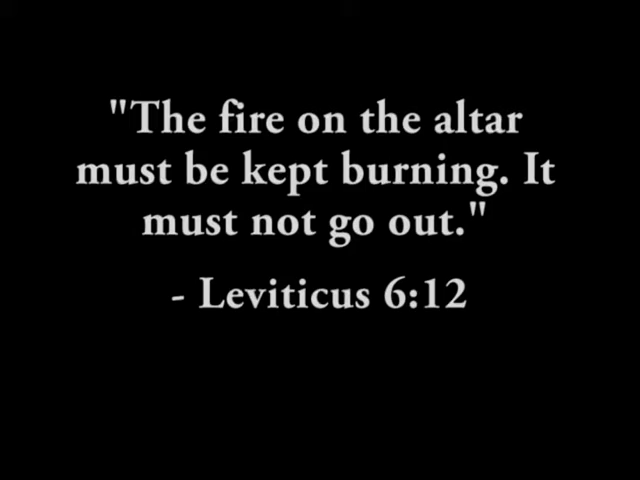 "The fire on the altar
must be kept burning. It
must not go out."
- Leviticus 6:12